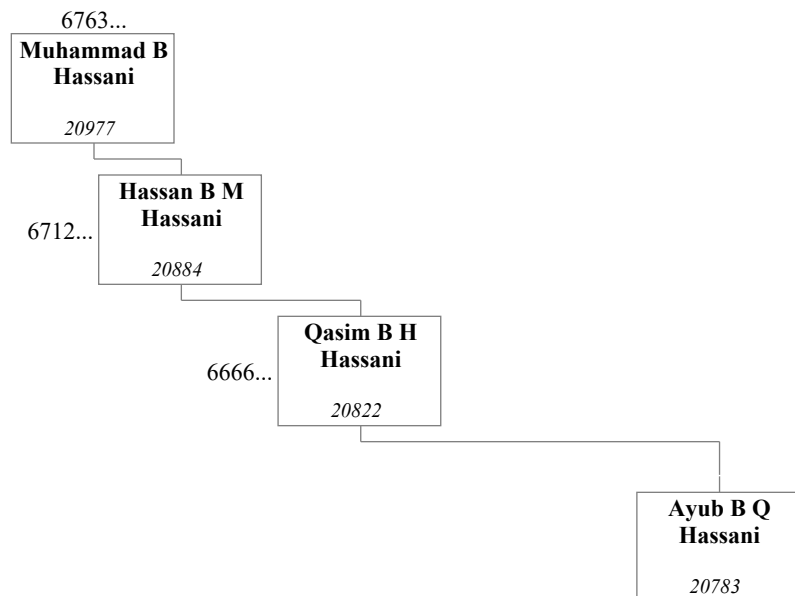 6763...
Muhammad B
Hassani
20977
Hassan B M
Hassani
6712...
20884
Qasim B H
Hassani
6666...
20822
Ayub B Q
Hassani
20783